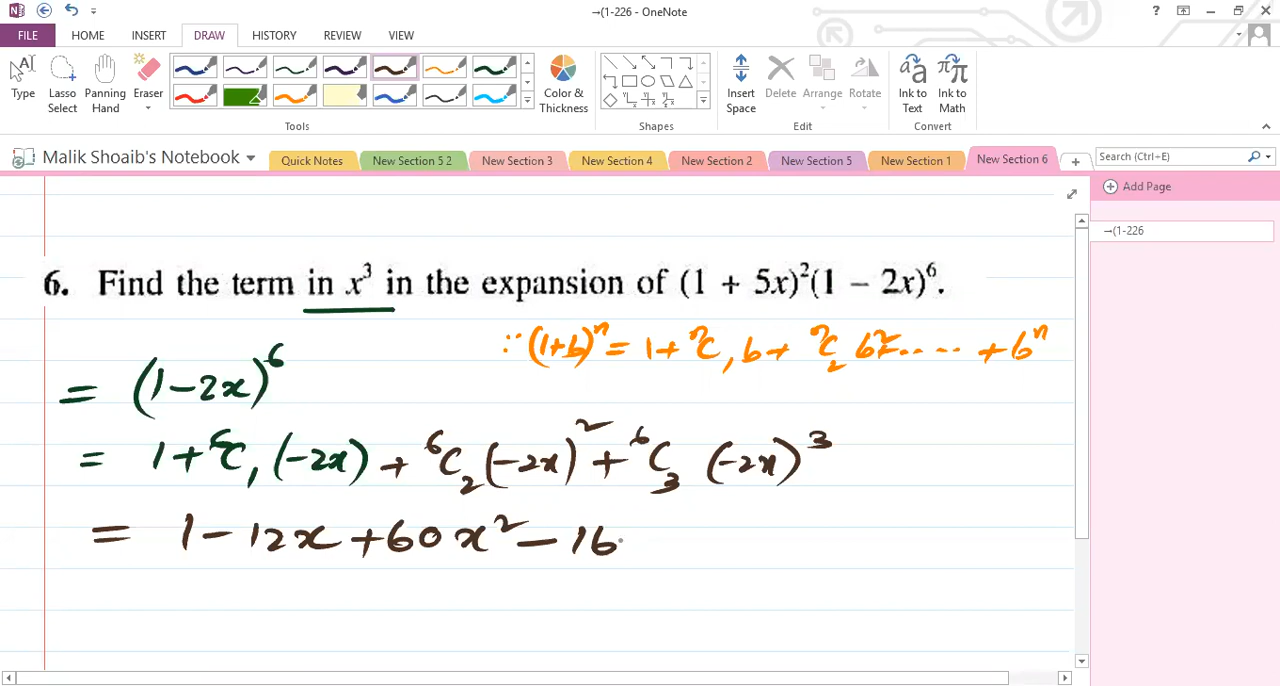 →(1-226 - OneNote
FILE HOME INSERT DRAW HISTORY REVIEW VIEW
Type Lasso Select Panning Hand Eraser Color & Thickness Insert Space Delete Arrange Rotate Ink to Text Ink to Math
Tools Shapes Edit Convert
Malik Shoaib's Notebook Quick Notes New Section 5 2 New Section 3 New Section 4 New Section 2 New Section 5 New Section 1 New Section 6 Search (Ctrl+E)
Add Page
→(1-226
6. Find the term in x³ in the expansion of (1 + 5x)²(1 − 2x)⁶.
∵ (1+b)ⁿ = 1 + ⁿC₁ b + ⁿC₂ b² ..... + bⁿ
= (1−2x)⁶
= 1 + ⁶C₁ (−2x) + ⁶C₂ (−2x)² + ⁶C₃ (−2x)³
= 1 − 12x + 60x² − 16